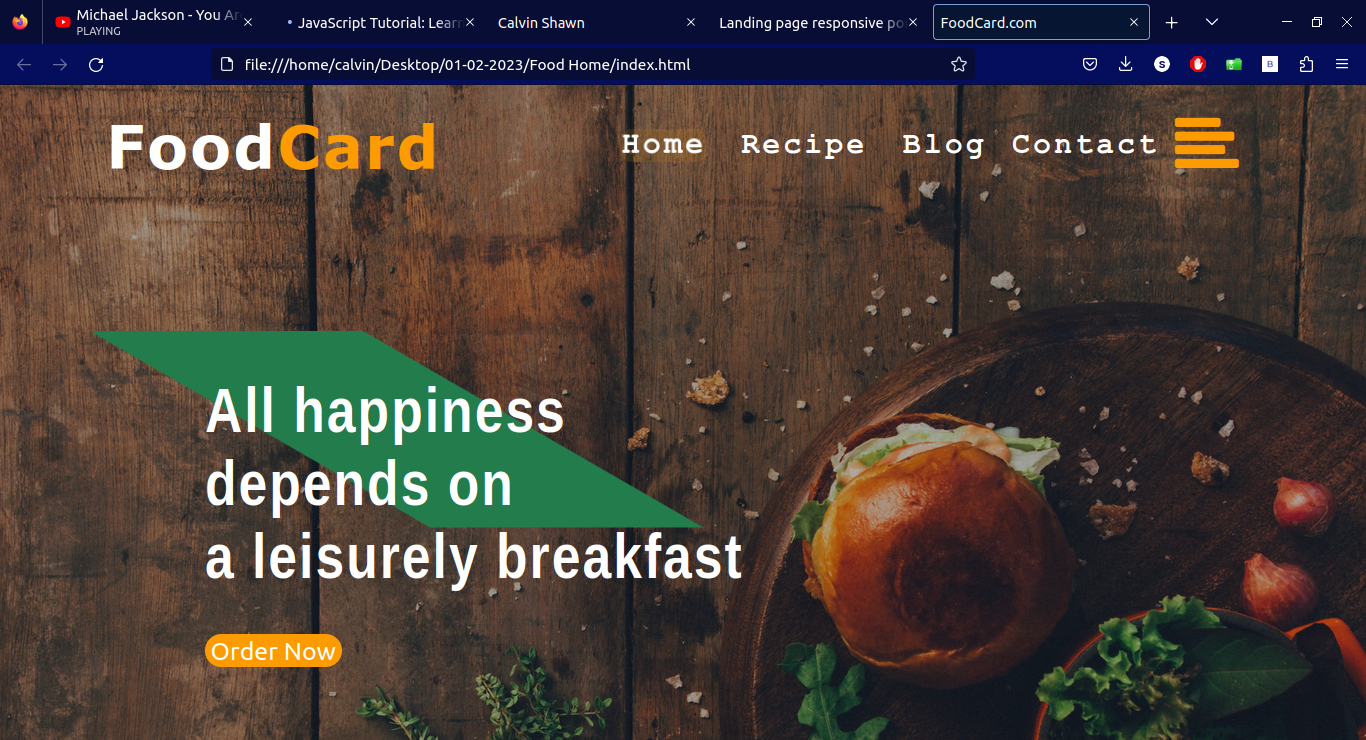 Michael Jackson - You Ar
PLAYING
JavaScript Tutorial: Learn
Calvin Shawn
Landing page responsive po
FoodCard.com
file:///home/calvin/Desktop/01-02-2023/Food Home/index.html
S
B
FoodCard
Home Recipe Blog Contact
All happiness
depends on
a leisurely breakfast
Order Now